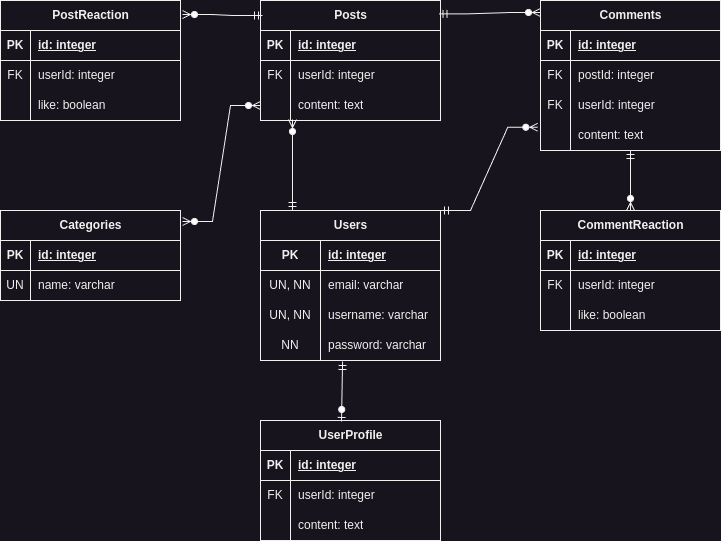 PostReaction
PK id: integer
FK userId: integer
like: boolean
Posts
PK id: integer
FK userId: integer
content: text
Comments
PK id: integer
FK postId: integer
FK userId: integer
content: text
Categories
PK id: integer
UN name: varchar
Users
PK id: integer
UN, NN email: varchar
UN, NN username: varchar
NN password: varchar
CommentReaction
PK id: integer
FK userId: integer
like: boolean
UserProfile
PK id: integer
FK userId: integer
content: text